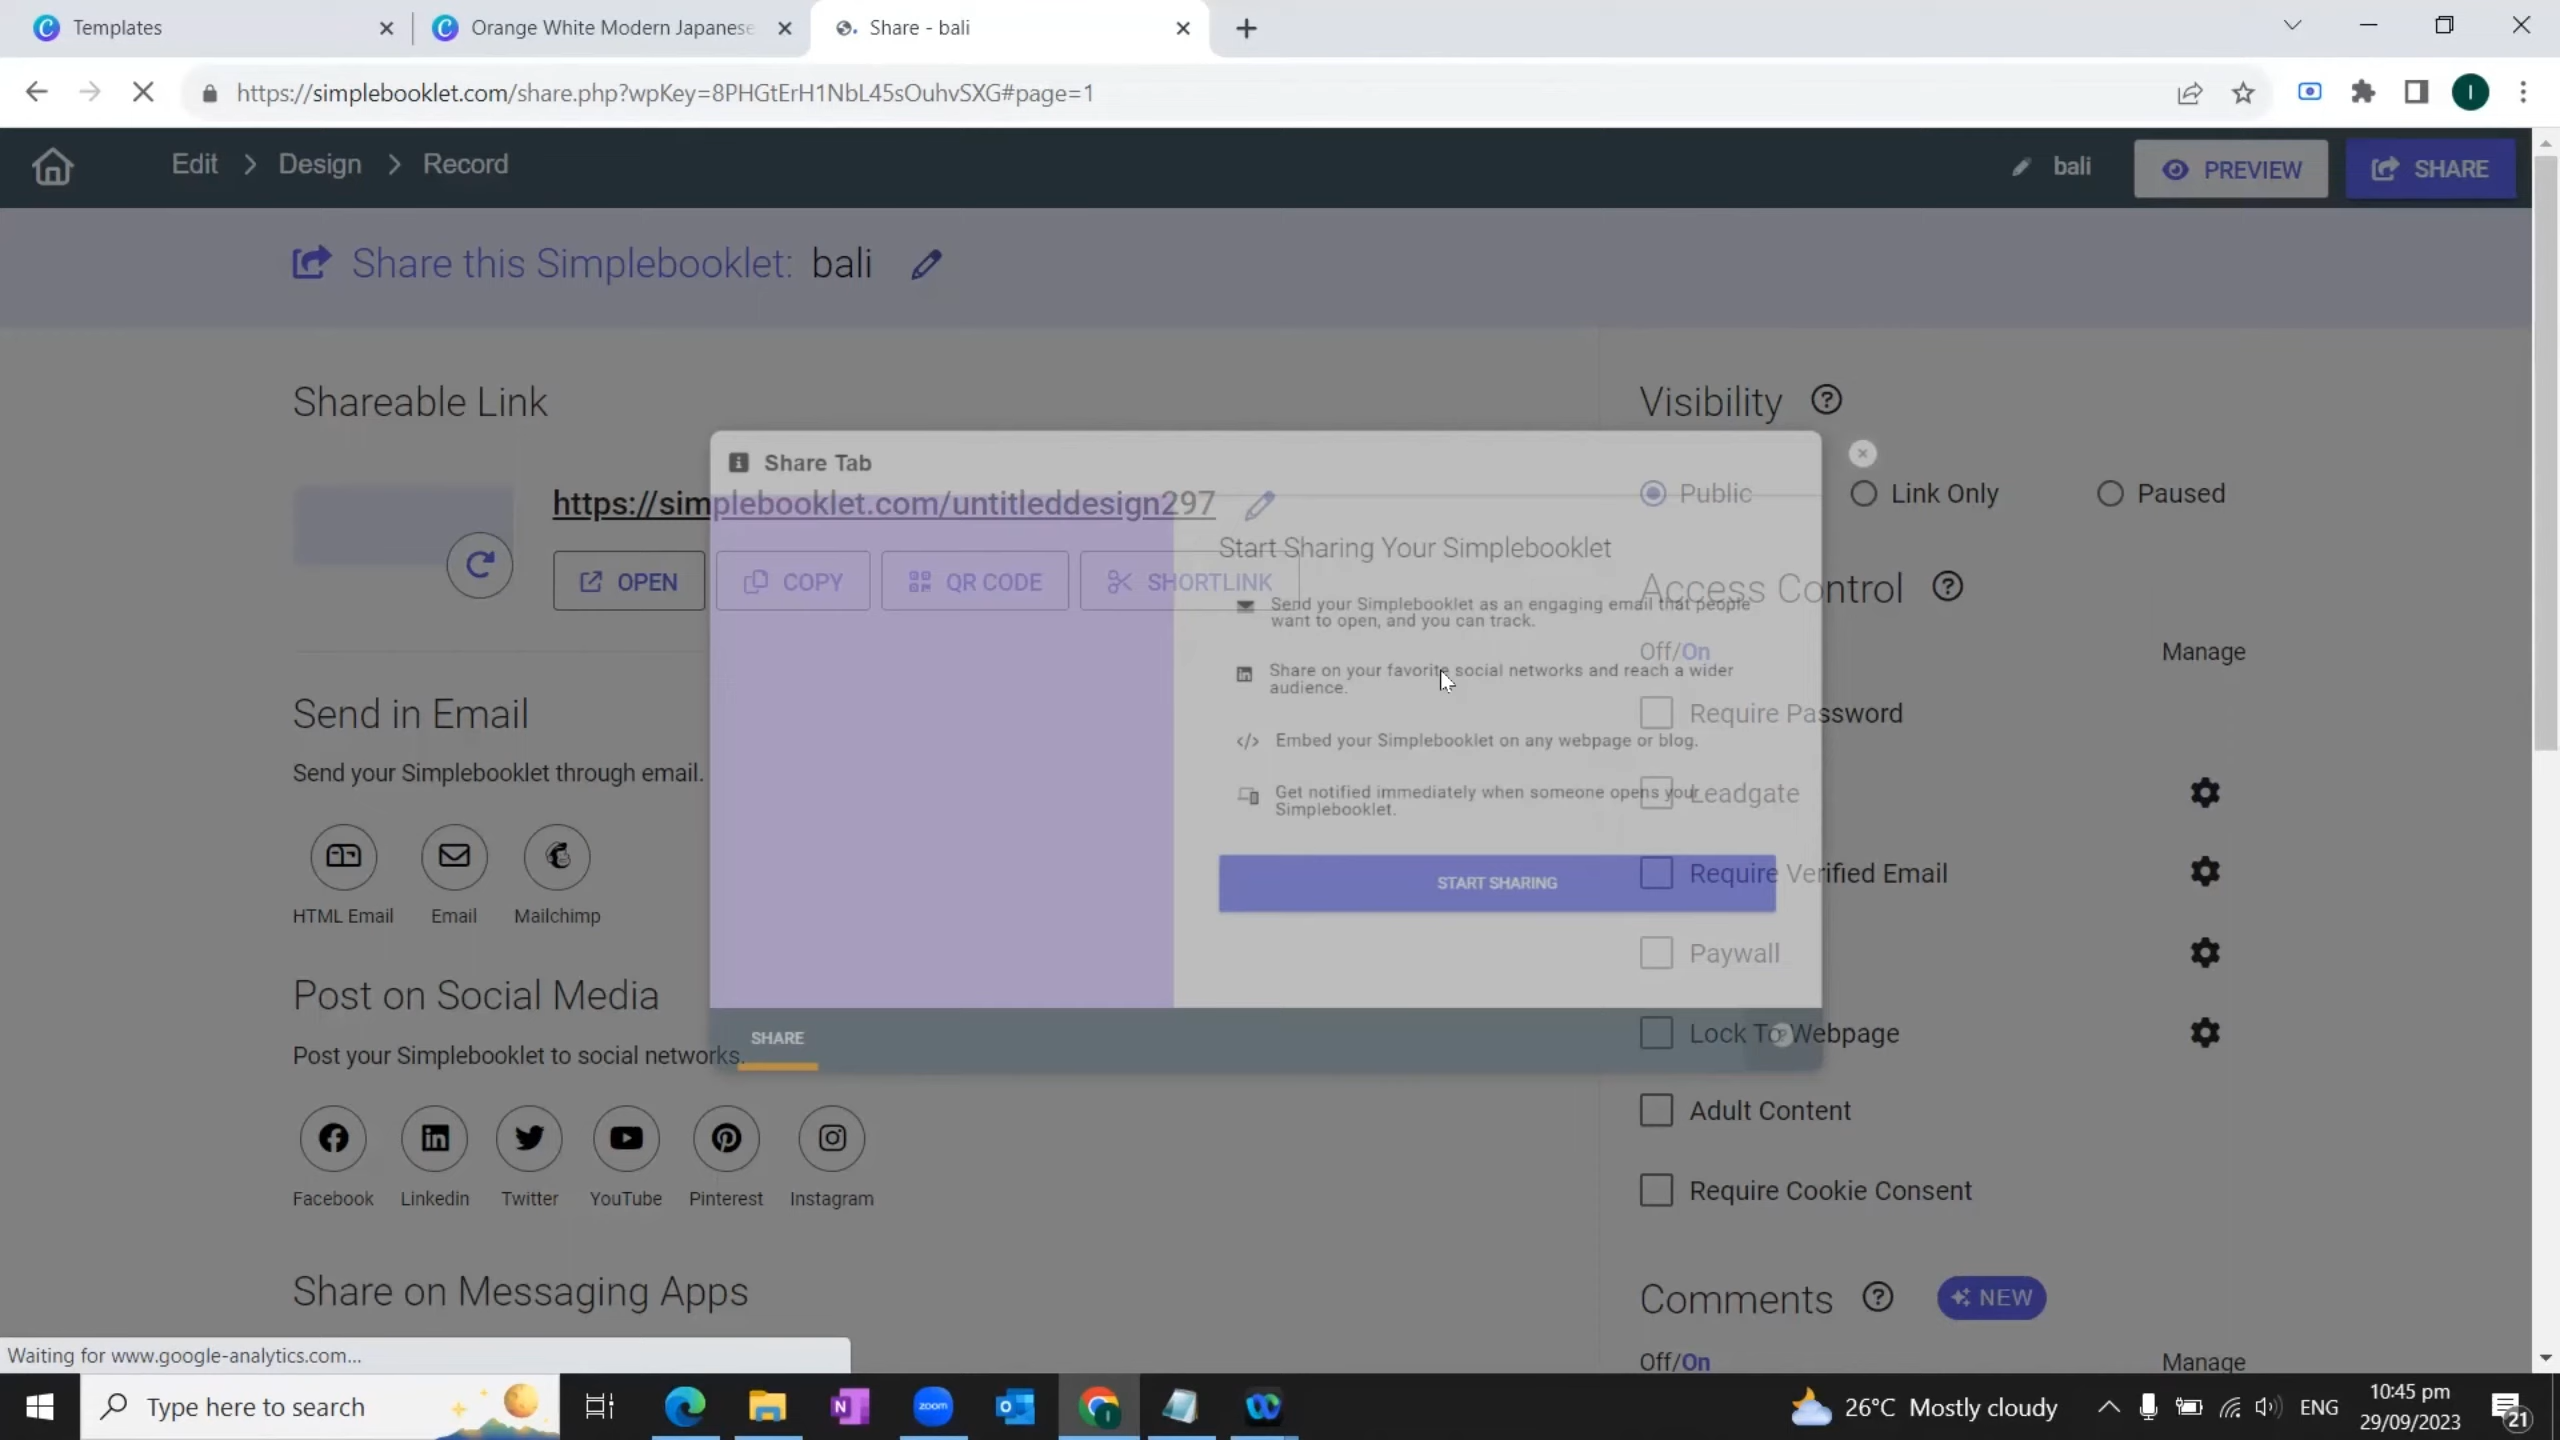 Templates
Orange White Modern Japanese
Share - bali
https://simplebooklet.com/share.php?wpKey=8PHGtErH1NbL45sOuhvSXG#page=1
I
Edit > Design > Record
bali
PREVIEW
SHARE
Share this Simplebooklet: bali
Shareable Link
https://simplebooklet.com/untitleddesign297
OPEN
COPY
QR CODE
SHORTLINK
Send in Email
Send your Simplebooklet through email.
HTML Email
Email
Mailchimp
Post on Social Media
Post your Simplebooklet to social networks.
Facebook
Linkedin
Twitter
YouTube
Pinterest
Instagram
Share on Messaging Apps
Share Tab
Start Sharing Your Simplebooklet
Send your Simplebooklet as an engaging email that people
want to open, and you can track.
Share on your favorite social networks and reach a wider
audience.
Embed your Simplebooklet on any webpage or blog.
Get notified immediately when someone opens your
Simplebooklet.
START SHARING
SHARE
Visibility
Public
Link Only
Paused
Access Control
Off/On
Manage
Require Password
Leadgate
Require Verified Email
Paywall
Lock To Webpage
Adult Content
Require Cookie Consent
Comments
NEW
Off/On
Manage
Waiting for www.google-analytics.com...
Type here to search
zoom
26°C Mostly cloudy
ENG
10:45 pm
29/09/2023
21